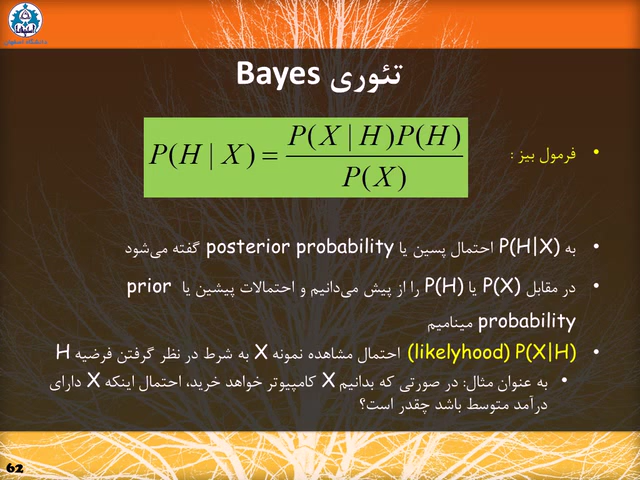 دانشگاه اصفهان
تئوری Bayes
فرمول بیز :
P(H | X) = P(X | H)P(H) / P(X)
به P(H|X) احتمال پسین یا posterior probability گفته می‌شود
در مقابل P(X) یا P(H) را از پیش می‌دانیم و احتمالات پیشین یا prior
probability مینامیم
P(X|H) (likelyhood) احتمال مشاهده نمونه X به شرط در نظر گرفتن فرضیه H
به عنوان مثال: در صورتی که بدانیم X کامپیوتر خواهد خرید، احتمال اینکه X دارای
درآمد متوسط باشد چقدر است؟
62